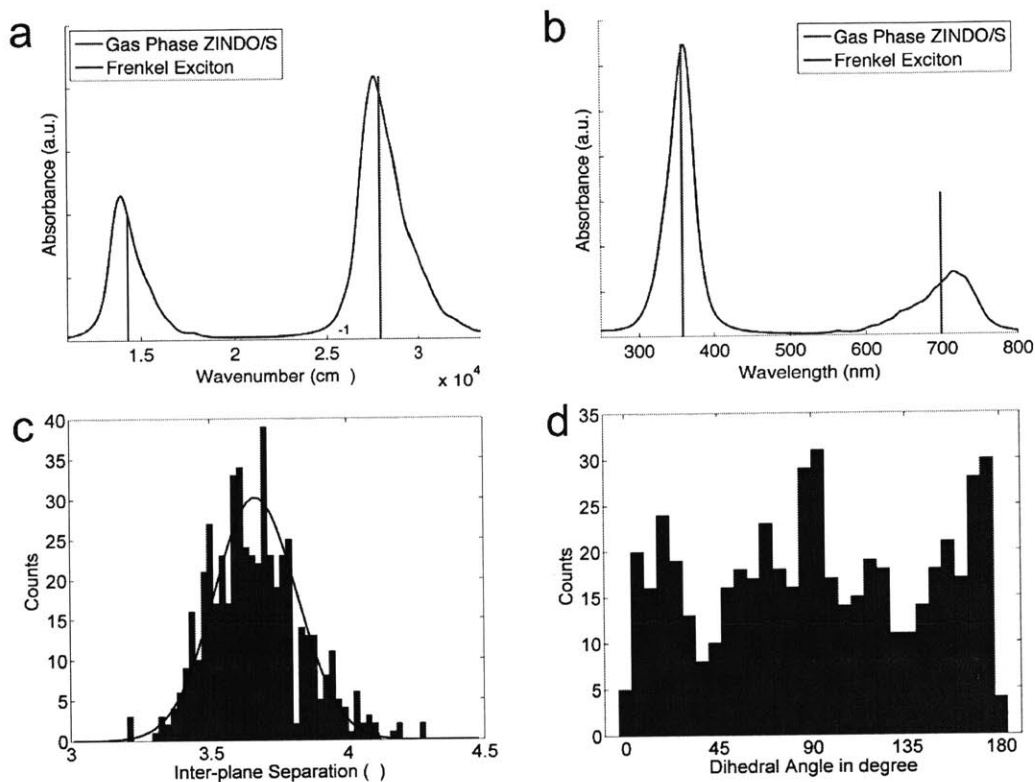 a
Gas Phase ZINDO/S
Frenkel Exciton
Absorbance (a.u.)
1.5 2 2.5 -1 3
Wavenumber (cm )
x 10⁴
b
Gas Phase ZINDO/S
Frenkel Exciton
Absorbance (a.u.)
300 400 500 600 700 800
Wavelength (nm)
c
40
35
30
25
20
15
10
5
0
Counts
3 3.5 4 4.5
Inter-plane Separation ( )
d
35
30
25
20
15
10
5
0
Counts
0 45 90 135 180
Dihedral Angle in degree